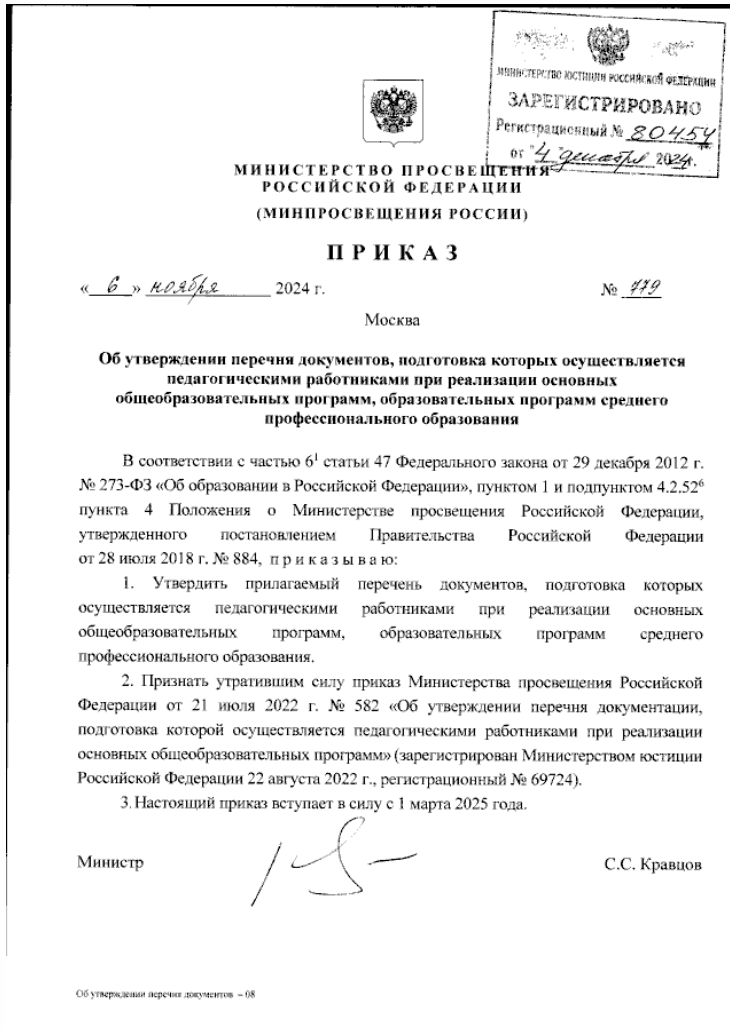 МИНИСТЕРСТВО ЮСТИЦИИ РОССИЙСКОЙ ФЕДЕРАЦИИ
ЗАРЕГИСТРИРОВАНО
Регистрационный № 80454
от "4" декабря 2024г.
МИНИСТЕРСТВО ПРОСВЕЩЕНИЯ
РОССИЙСКОЙ ФЕДЕРАЦИИ
(МИНПРОСВЕЩЕНИЯ РОССИИ)
ПРИКАЗ
« 6 » ноября 2024 г. № 779
Москва
Об утверждении перечня документов, подготовка которых осуществляется
педагогическими работниками при реализации основных
общеобразовательных программ, образовательных программ среднего
профессионального образования
В соответствии с частью 6¹ статьи 47 Федерального закона от 29 декабря 2012 г.
№ 273-ФЗ «Об образовании в Российской Федерации», пунктом 1 и подпунктом 4.2.52⁶
пункта 4 Положения о Министерстве просвещения Российской Федерации,
утвержденного постановлением Правительства Российской Федерации
от 28 июля 2018 г. № 884, п р и к а з ы в а ю:
1. Утвердить прилагаемый перечень документов, подготовка которых
осуществляется педагогическими работниками при реализации основных
общеобразовательных программ, образовательных программ среднего
профессионального образования.
2. Признать утратившим силу приказ Министерства просвещения Российской
Федерации от 21 июля 2022 г. № 582 «Об утверждении перечня документации,
подготовка которой осуществляется педагогическими работниками при реализации
основных общеобразовательных программ» (зарегистрирован Министерством юстиции
Российской Федерации 22 августа 2022 г., регистрационный № 69724).
3. Настоящий приказ вступает в силу с 1 марта 2025 года.
Министр С.С. Кравцов
Об утверждении перечня документов – 08